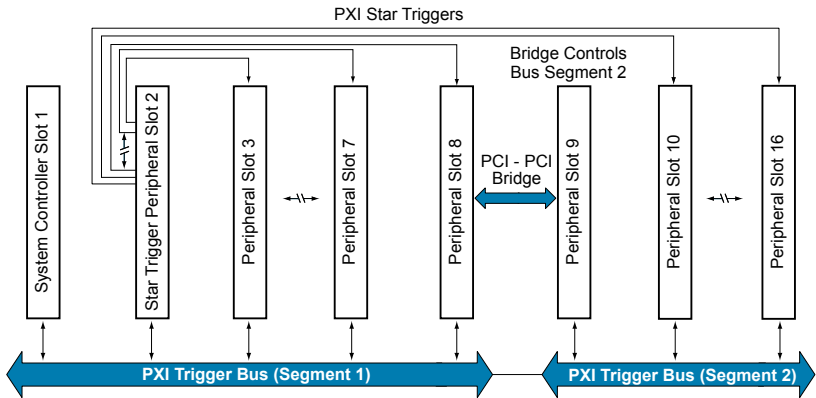 PXI Star Triggers
Bridge Controls
Bus Segment 2
System Controller Slot 1
Star Trigger Peripheral Slot 2
Peripheral Slot 3
Peripheral Slot 7
Peripheral Slot 8
PCI - PCI
Bridge
Peripheral Slot 9
Peripheral Slot 10
Peripheral Slot 16
PXI Trigger Bus (Segment 1)
PXI Trigger Bus (Segment 2)